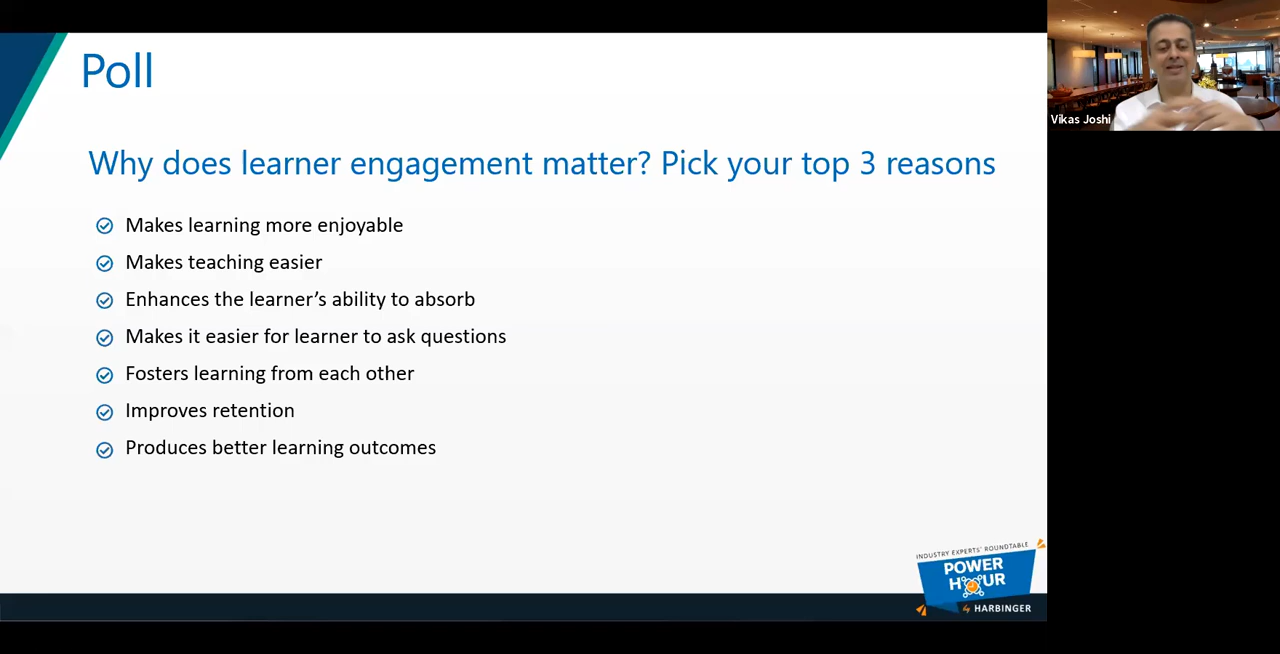 Poll
Why does learner engagement matter? Pick your top 3 reasons
Makes learning more enjoyable
Makes teaching easier
Enhances the learner’s ability to absorb
Makes it easier for learner to ask questions
Fosters learning from each other
Improves retention
Produces better learning outcomes
Vikas Joshi
INDUSTRY EXPERTS' ROUNDTABLE
POWER
HOUR
by HARBINGER